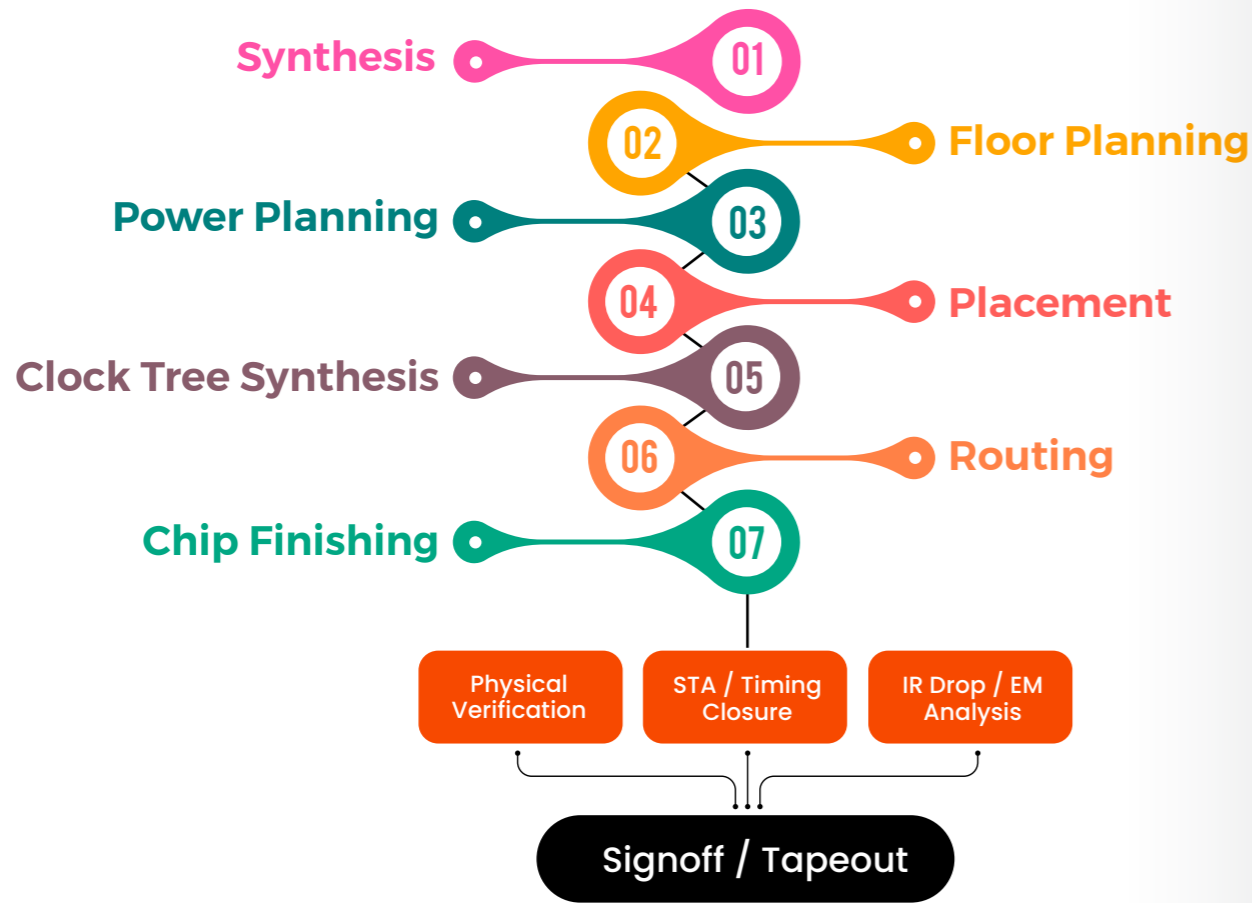 Synthesis 01
02 Floor Planning
Power Planning 03
04 Placement
Clock Tree Synthesis 05
06 Routing
Chip Finishing 07
Physical
Verification
STA / Timing
Closure
IR Drop / EM
Analysis
Signoff / Tapeout